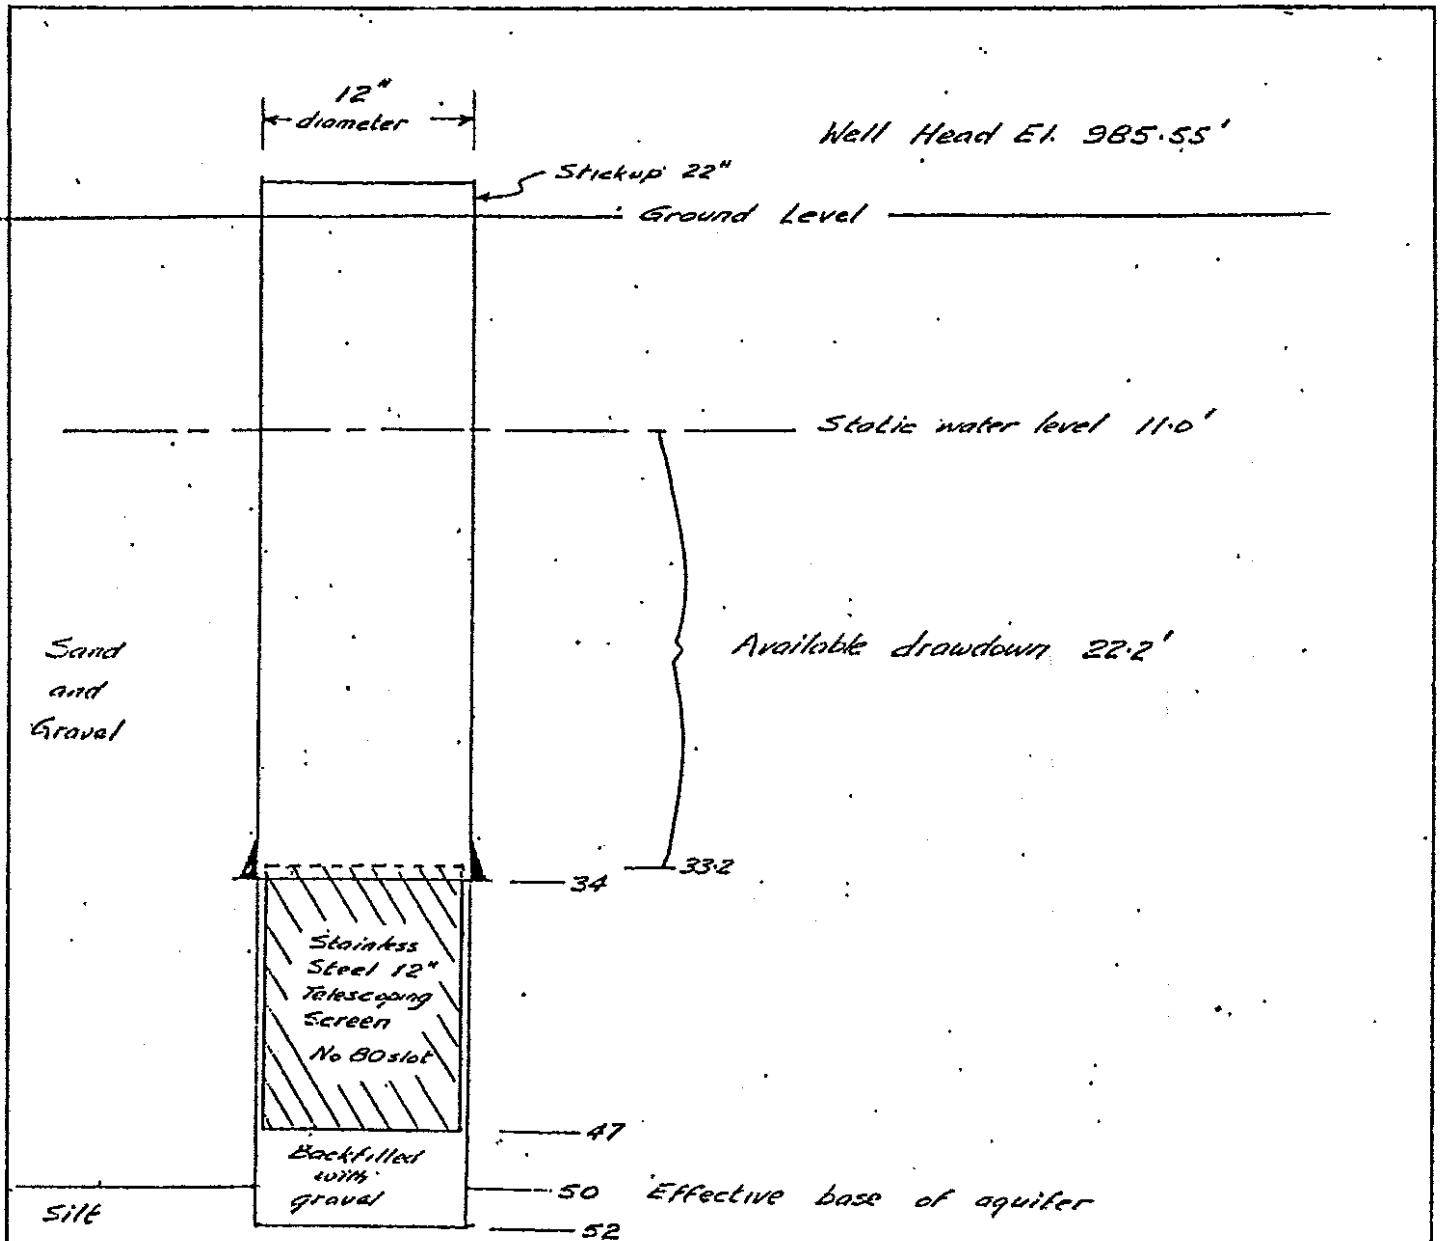 12"
diameter
Well Head El. 985.55'
Stickup 22"
Ground Level
Static water level 11.0'
Sand
and
Gravel
Available drawdown 22.2'
33.2
34
Stainless
Steel 12"
Telescoping
Screen
No 80 slot
47
Backfilled
with
gravel
50 Effective base of aquifer
Silt
52